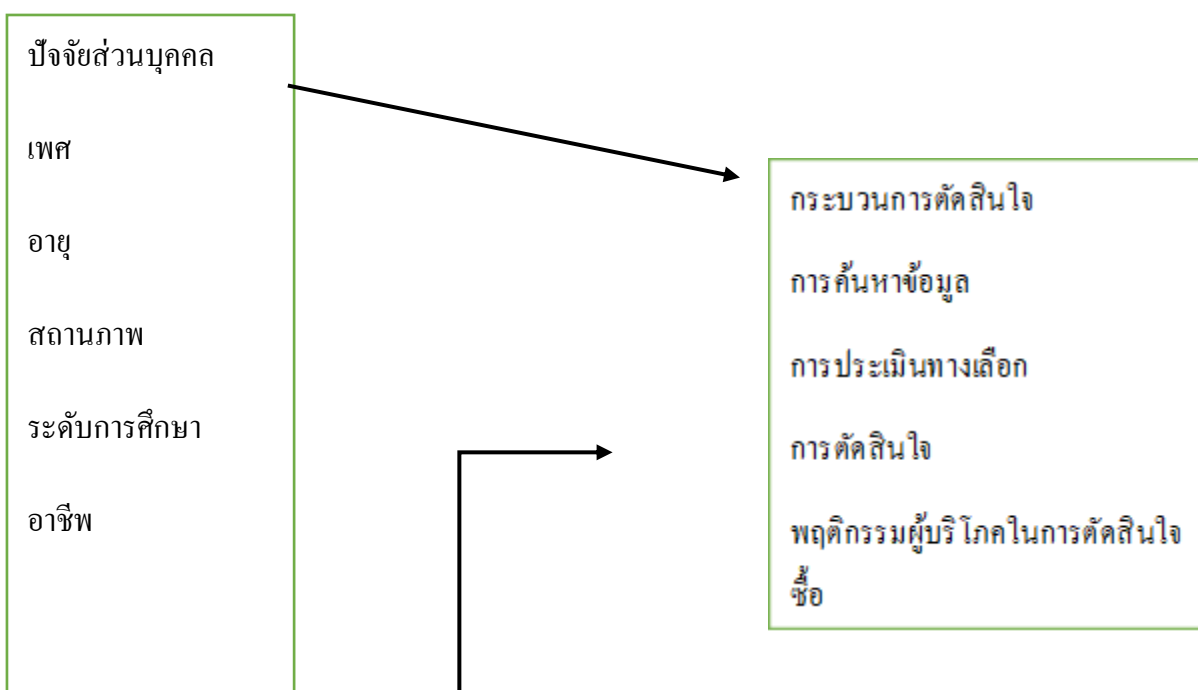 ปัจจัยส่วนบุคคล
เพศ
อายุ
สถานภาพ
ระดับการศึกษา
อาชีพ
กระบวนการตัดสินใจ
การค้นหาข้อมูล
การประเมินทางเลือก
การตัดสินใจ
พฤติกรรมผู้บริโภคในการตัดสินใจ
ซื้อ